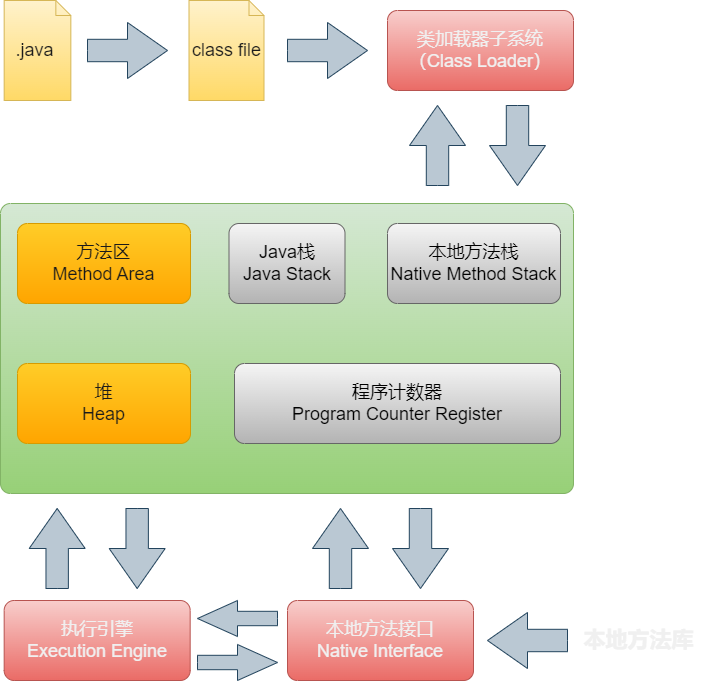 .java
class file
类加载器子系统
（Class Loader）
方法区
Method Area
Java栈
Java Stack
本地方法栈
Native Method Stack
堆
Heap
程序计数器
Program Counter Register
执行引擎
Execution Engine
本地方法接口
Native Interface
本地方法库